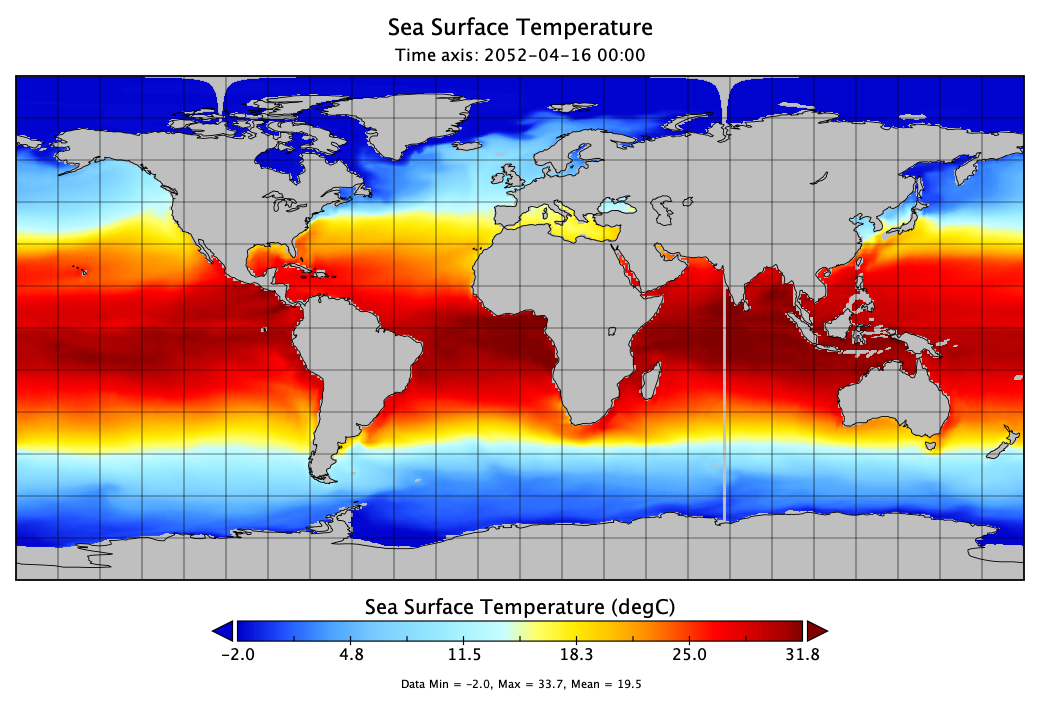 Sea Surface Temperature
Time axis: 2052-04-16 00:00
Sea Surface Temperature (degC)
-2.0 4.8 11.5 18.3 25.0 31.8
Data Min = -2.0, Max = 33.7, Mean = 19.5